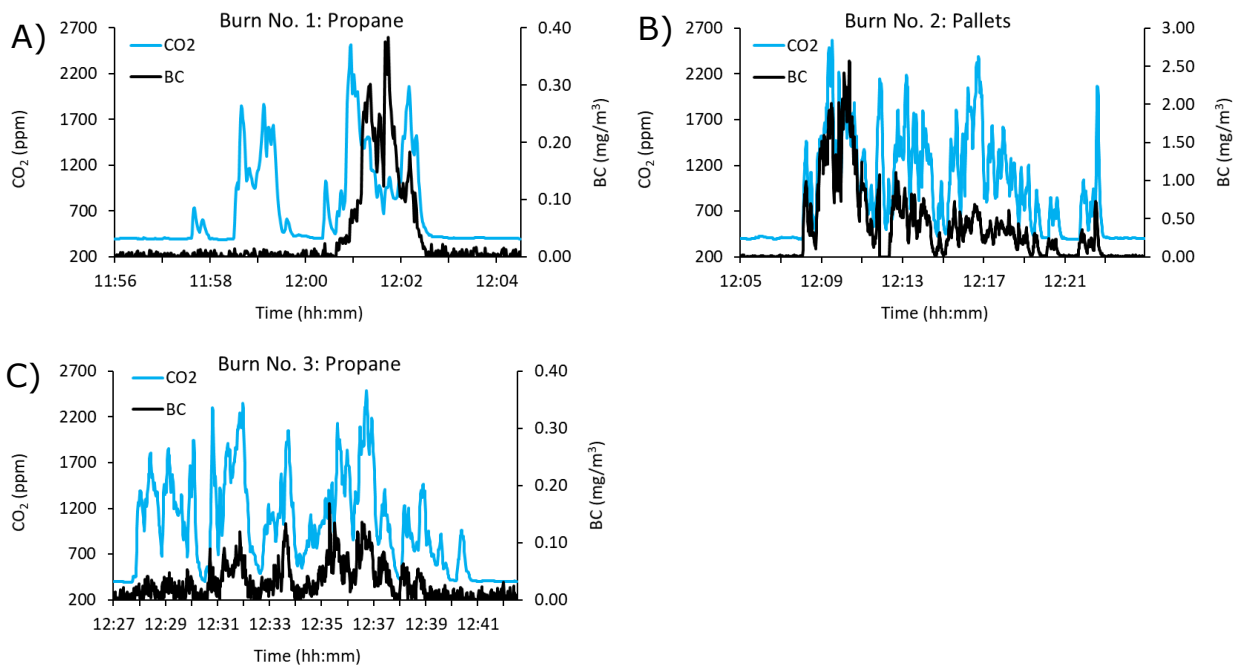 A)
Burn No. 1: Propane
CO2
BC
2700
2200
1700
1200
700
200
CO₂ (ppm)
0.40
0.30
0.20
0.10
0.00
BC (mg/m³)
11:56 11:58 12:00 12:02 12:04
Time (hh:mm)
B)
Burn No. 2: Pallets
CO2
BC
2700
2200
1700
1200
700
200
CO₂ (ppm)
3.00
2.50
2.00
1.50
1.00
0.50
0.00
BC (mg/m³)
12:05 12:09 12:13 12:17 12:21
Time (hh:mm)
C)
Burn No. 3: Propane
CO2
BC
2700
2200
1700
1200
700
200
CO₂ (ppm)
0.40
0.30
0.20
0.10
0.00
BC (mg/m³)
12:27 12:29 12:31 12:33 12:35 12:37 12:39 12:41
Time (hh:mm)